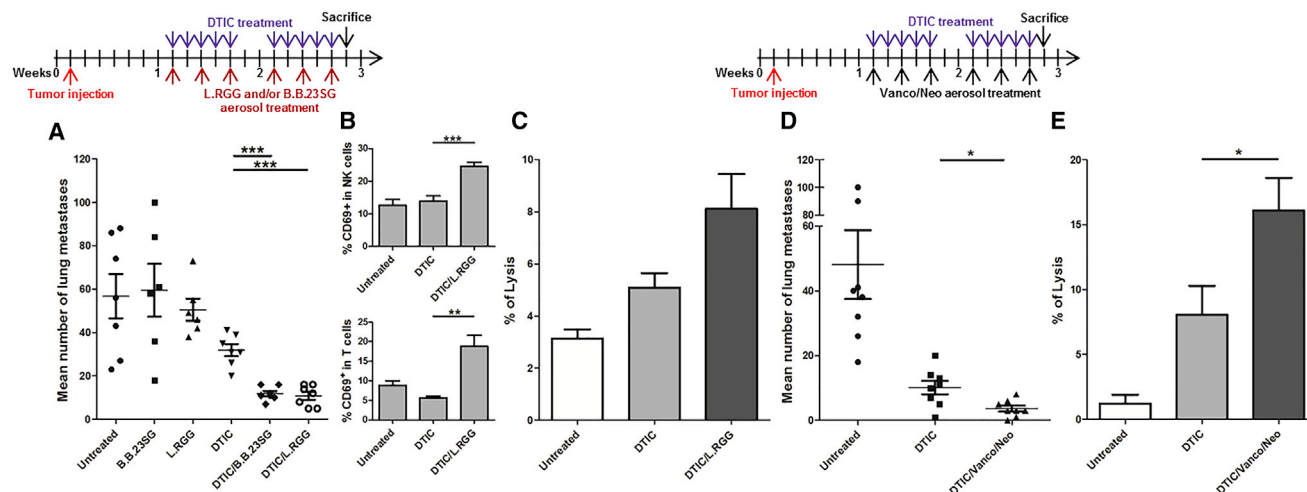 DTIC treatment
Sacrifice
Weeks 0 1 2 3
Tumor injection
L.RGG and/or B.B.23SG
aerosol treatment
DTIC treatment
Sacrifice
Weeks 0 1 2 3
Tumor injection
Vanco/Neo aerosol treatment
A
Mean number of lung metastases
120
100
80
60
40
20
0
***
***
Untreated
B.B.23SG
L.RGG
DTIC
DTIC/B.B.23SG
DTIC/L.RGG
B
% CD69+ in NK cells
30
20
10
0
***
Untreated
DTIC
DTIC/L.RGG
% CD69+ in T cells
25
20
15
10
5
0
**
Untreated
DTIC
DTIC/L.RGG
C
% of Lysis
10
8
6
4
2
0
Untreated
DTIC
DTIC/L.RGG
D
Mean number of lung metastases
120
100
80
60
40
20
0
*
Untreated
DTIC
DTIC/Vanco/Neo
E
% of Lysis
20
15
10
5
0
*
Untreated
DTIC
DTIC/Vanco/Neo